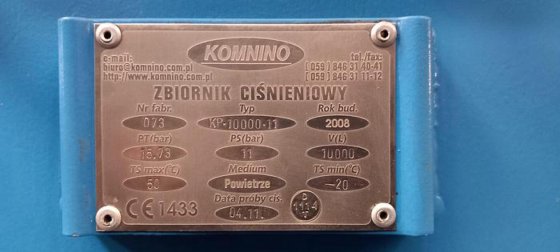 KOMNINO
e-mail:
biuro@komnino.com.pl
http://www.komnino.com.pl
tel./fax:
(059) 846 31 40-41
(059) 846 31 11-12
ZBIORNIK CIŚNIENIOWY
Nr fabr. Typ Rok bud.
073 KP-10000-11 2008
PT(bar) PS(bar) V(L)
15,73 11 10000
TS max(°C) Medium TS min(°C)
50 Powietrze -20
Data próby ciś.
CE 1433 04.11.